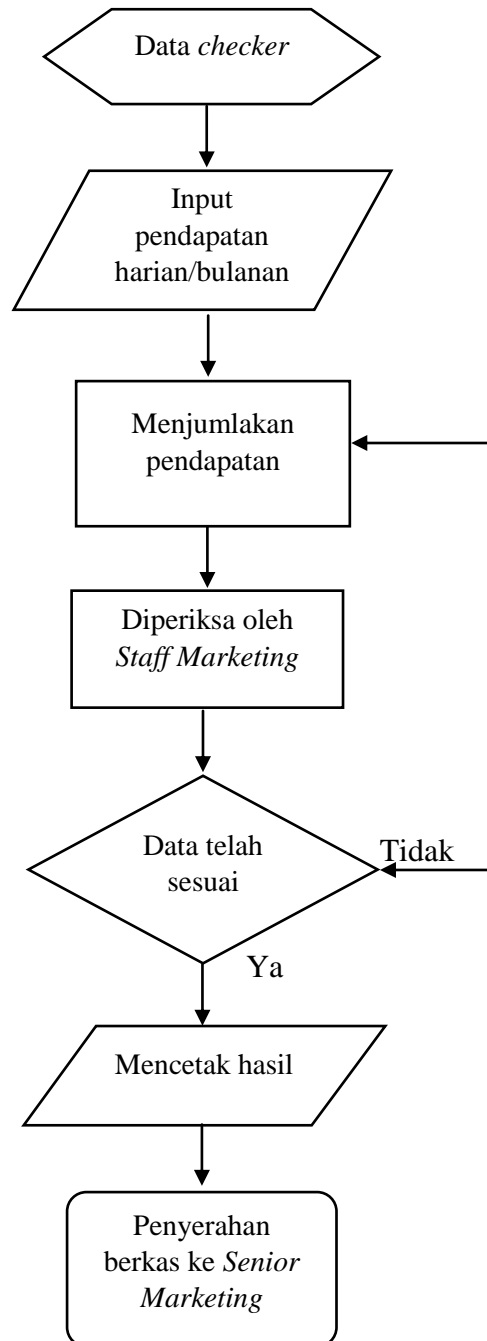 Data checker
Input
pendapatan
harian/bulanan
Menjumlakan
pendapatan
Diperiksa oleh
Staff Marketing
Data telah
sesuai
Tidak
Ya
Mencetak hasil
Penyerahan
berkas ke Senior
Marketing